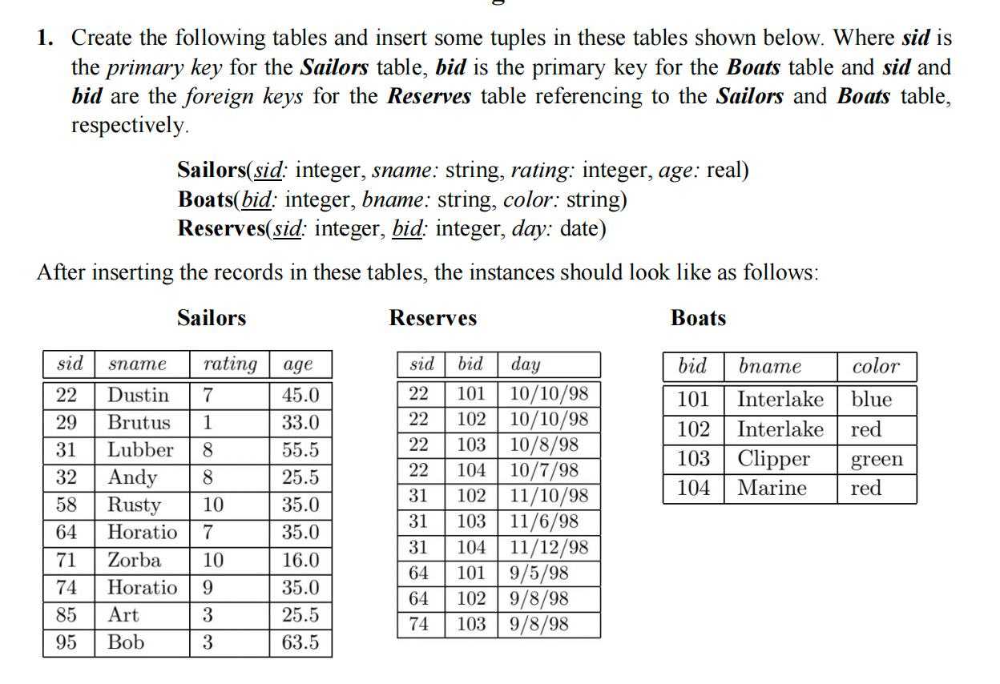 1. Create the following tables and insert some tuples in these tables shown below. Where sid is
the primary key for the Sailors table, bid is the primary key for the Boats table and sid and
bid are the foreign keys for the Reserves table referencing to the Sailors and Boats table,
respectively.
Sailors(sid: integer, sname: string, rating: integer, age: real)
Boats(bid: integer, bname: string, color: string)
Reserves(sid: integer, bid: integer, day: date)
After inserting the records in these tables, the instances should look like as follows:
Sailors
sid sname rating age
22 Dustin 7 45.0
29 Brutus 1 33.0
31 Lubber 8 55.5
32 Andy 8 25.5
58 Rusty 10 35.0
64 Horatio 7 35.0
71 Zorba 10 16.0
74 Horatio 9 35.0
85 Art 3 25.5
95 Bob 3 63.5
Reserves
sid bid day
22 101 10/10/98
22 102 10/10/98
22 103 10/8/98
22 104 10/7/98
31 102 11/10/98
31 103 11/6/98
31 104 11/12/98
64 101 9/5/98
64 102 9/8/98
74 103 9/8/98
Boats
bid bname color
101 Interlake blue
102 Interlake red
103 Clipper green
104 Marine red